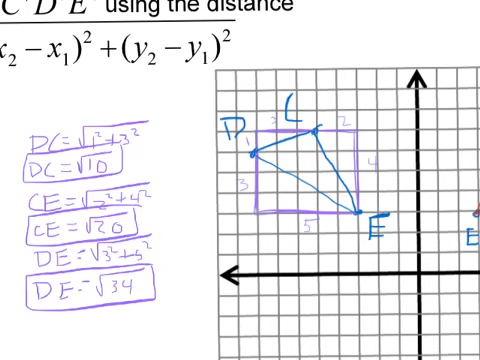 C' D' E' using the distance
x₂ − x₁)² + (y₂ − y₁)²
DC = √1² + 3²
DC = √10
CE = √2² + 4²
CE = √20
DE = √3² + 5²
DE = √34
C
D
2
1
4
3
5
E
E